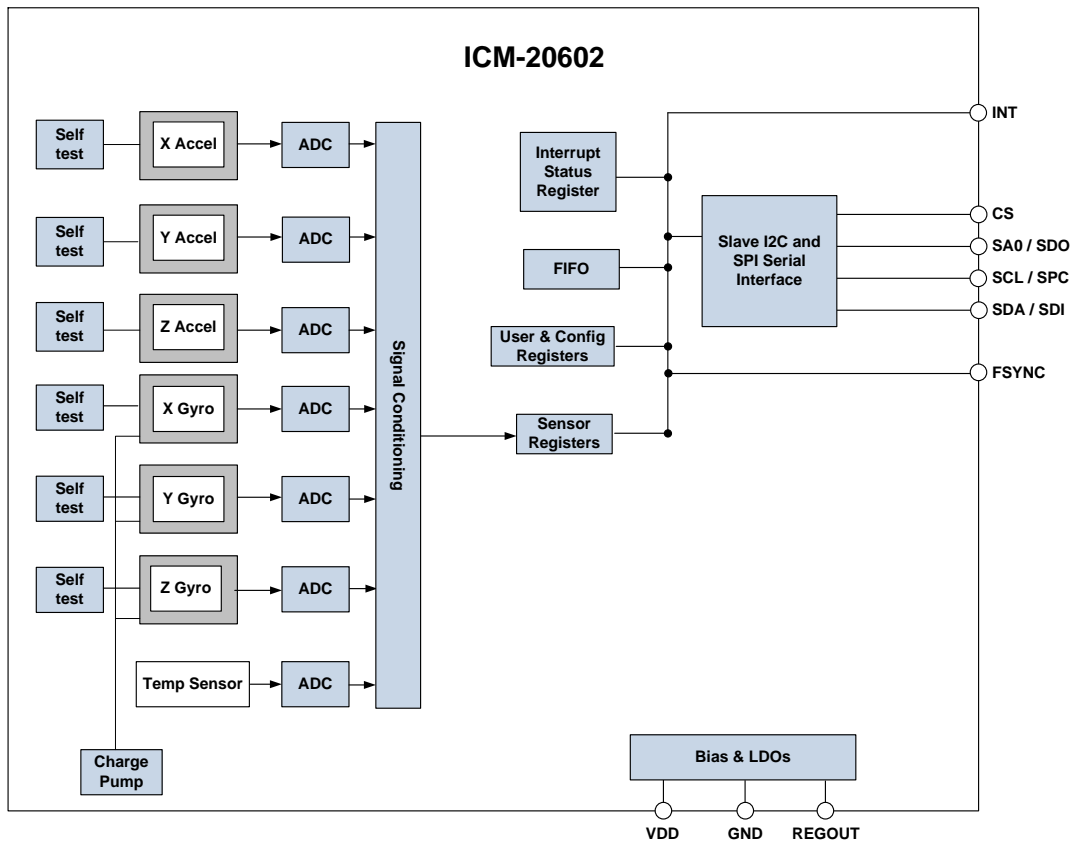 ICM-20602
Self
test
X Accel
ADC
Self
test
Y Accel
ADC
Self
test
Z Accel
ADC
Self
test
X Gyro
ADC
Self
test
Y Gyro
ADC
Self
test
Z Gyro
ADC
Temp Sensor
ADC
Charge
Pump
Signal Conditioning
Interrupt
Status
Register
FIFO
User & Config
Registers
Sensor
Registers
Slave I2C and
SPI Serial
Interface
INT
CS
SA0 / SDO
SCL / SPC
SDA / SDI
FSYNC
Bias & LDOs
VDD
GND
REGOUT